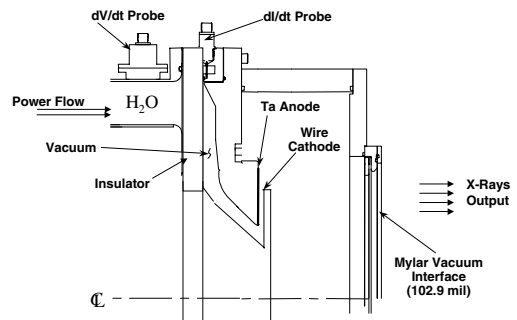 dV/dt Probe
dI/dt Probe
Power Flow
H2O
Ta Anode
Wire
Cathode
Vacuum
Insulator
X-Rays
Output
Mylar Vacuum
Interface
(102.9 mil)
℄